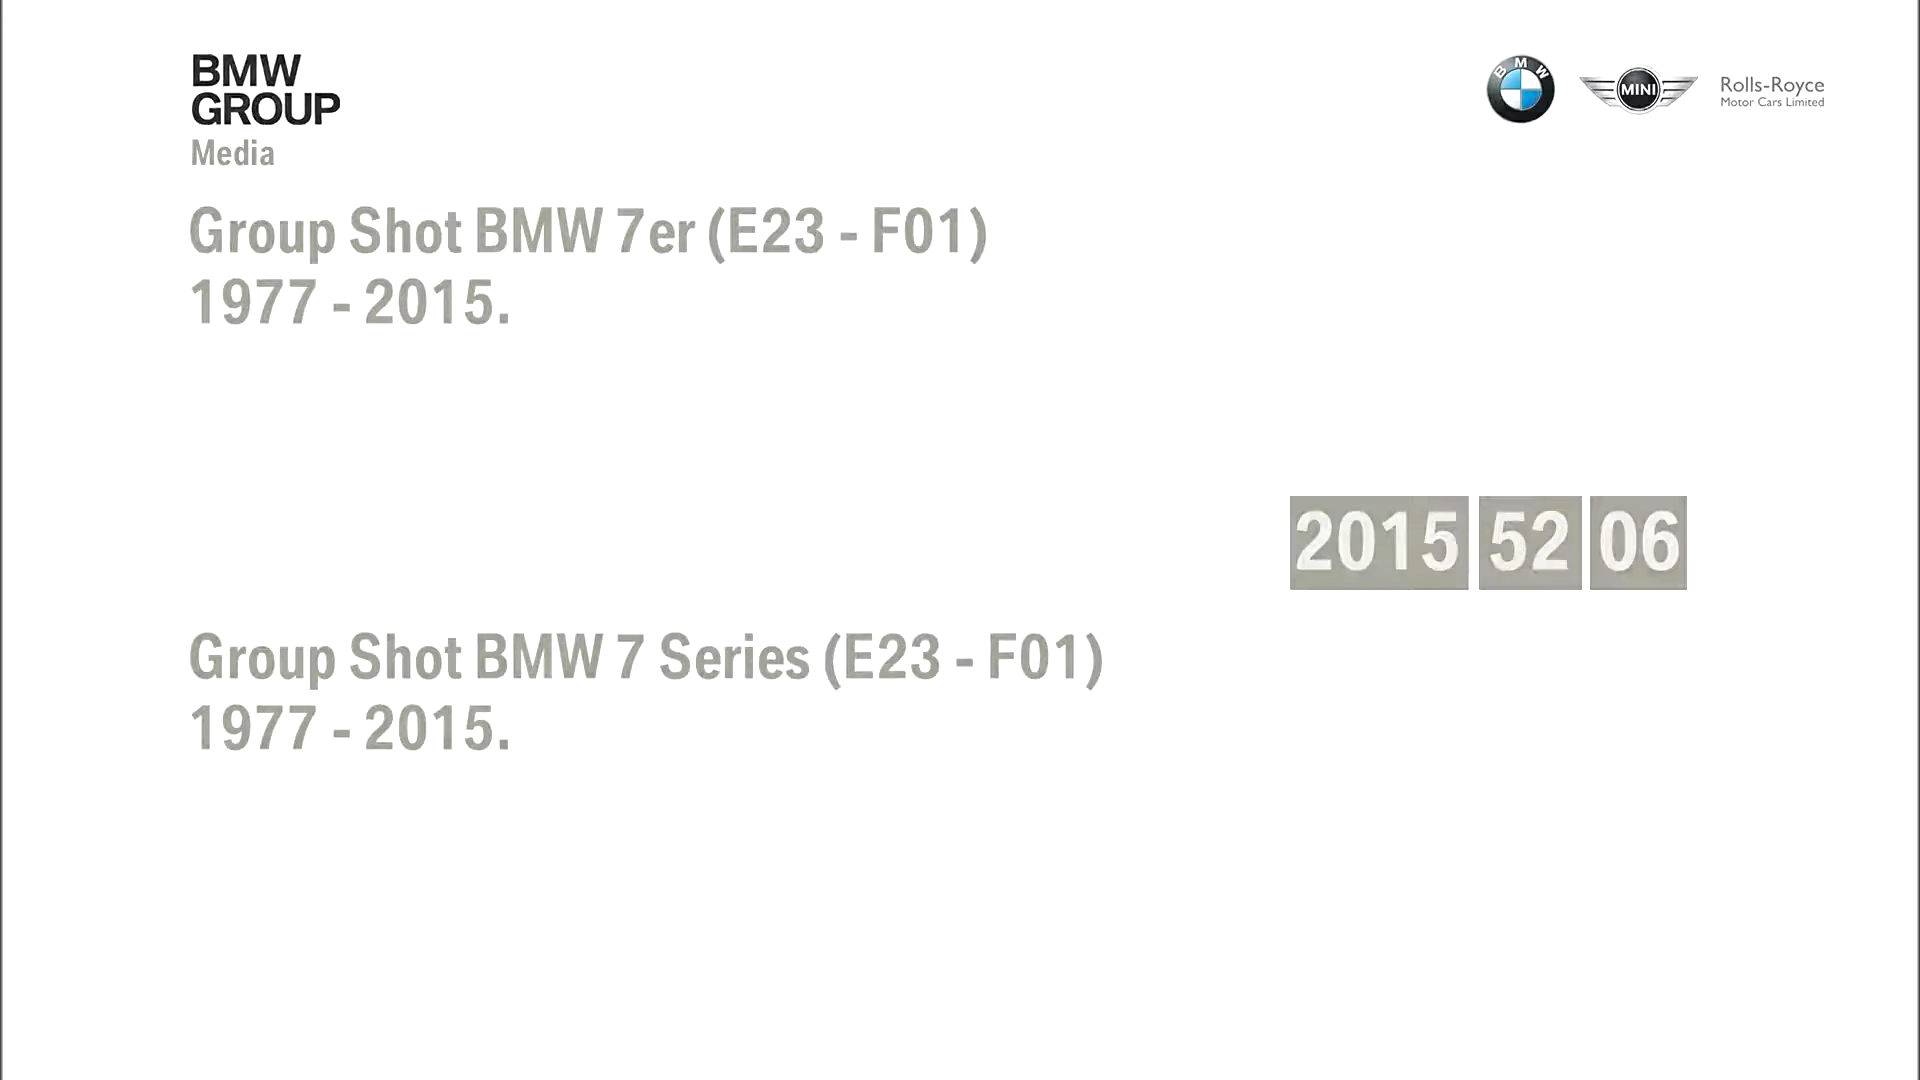 BMW
GROUP
Media
BMW
MINI
Rolls-Royce
Motor Cars Limited
Group Shot BMW 7er (E23 - F01)
1977 - 2015.
2015 52 06
Group Shot BMW 7 Series (E23 - F01)
1977 - 2015.